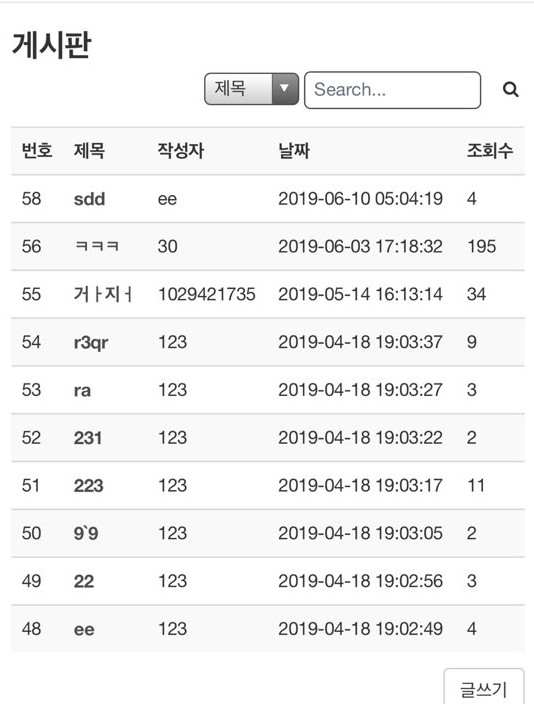 게시판
제목 Search...
번호 제목 작성자 날짜 조회수
58 sdd ee 2019-06-10 05:04:19 4
56 ㅋㅋㅋ 30 2019-06-03 17:18:32 195
55 거ㅏ지ㅓ 1029421735 2019-05-14 16:13:14 34
54 r3qr 123 2019-04-18 19:03:37 9
53 ra 123 2019-04-18 19:03:27 3
52 231 123 2019-04-18 19:03:22 2
51 223 123 2019-04-18 19:03:17 11
50 9`9 123 2019-04-18 19:03:05 2
49 22 123 2019-04-18 19:02:56 3
48 ee 123 2019-04-18 19:02:49 4
글쓰기